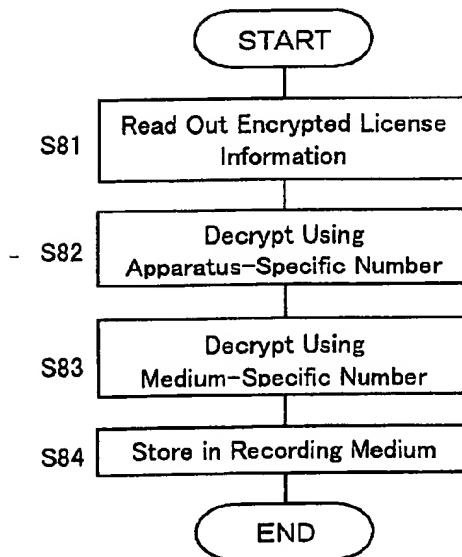 START
S81
Read Out Encrypted License
Information
S82
Decrypt Using
Apparatus-Specific Number
S83
Decrypt Using
Medium-Specific Number
S84
Store in Recording Medium
END